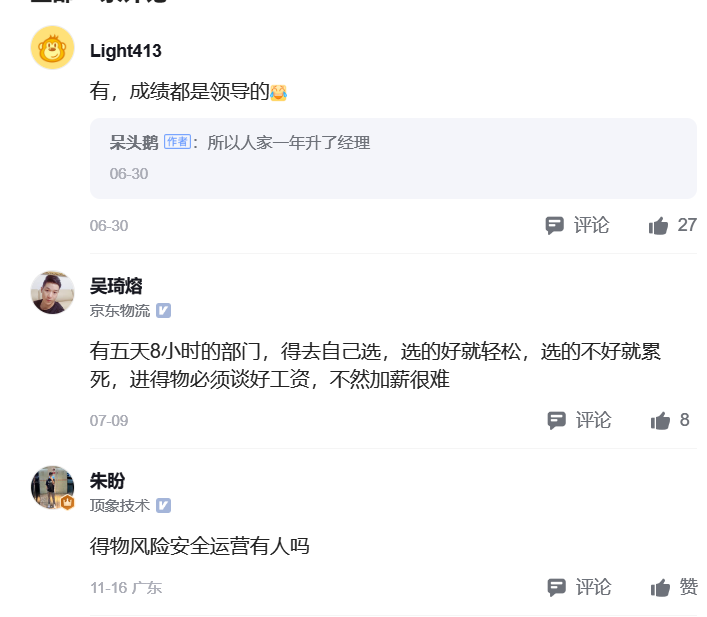 Light413
有，成绩都是领导的
呆头鹅 作者：所以人家一年升了经理
06-30
06-30 评论 27
吴琦熔
京东物流
有五天8小时的部门，得去自己选，选的好就轻松，选的不好就累
死，进得物必须谈好工资，不然加薪很难
07-09 评论 8
朱盼
顶象技术
得物风险安全运营有人吗
11-16 广东 评论 赞